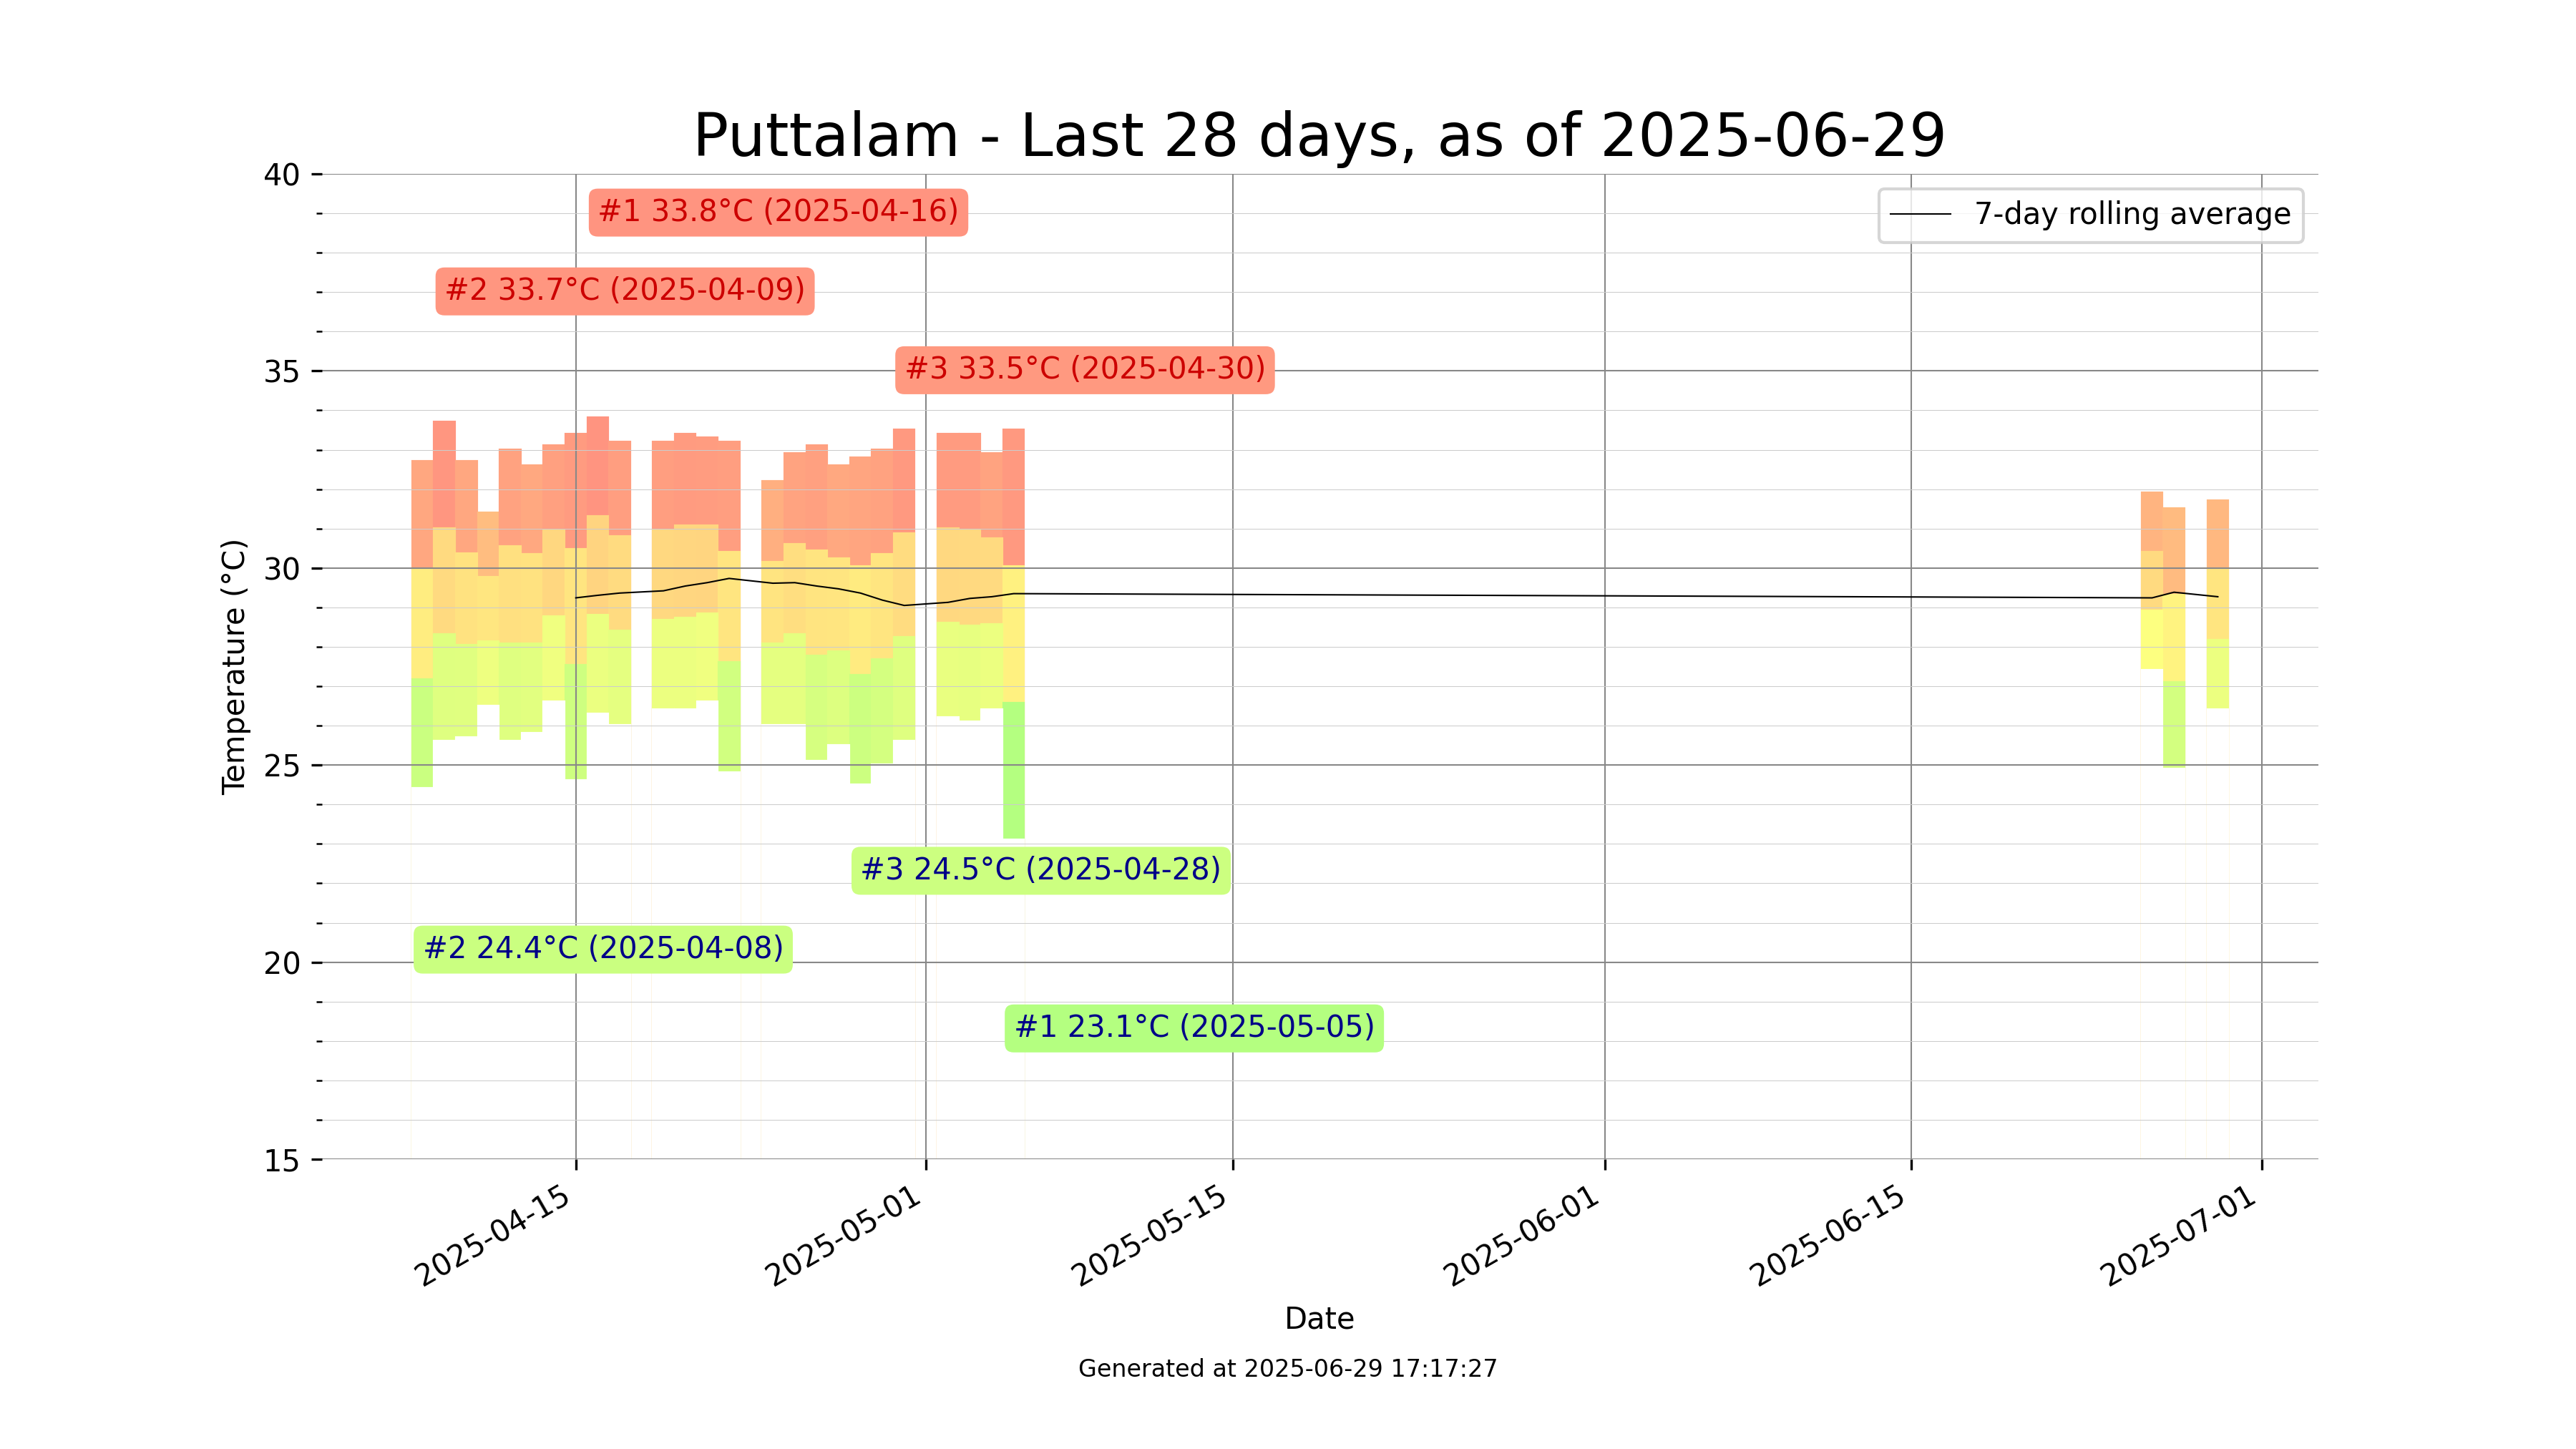 Puttalam - Last 28 days, as of 2025-06-29
40
#1 33.8°C (2025-04-16)
7-day rolling average
#2 33.7°C (2025-04-09)
35
#3 33.5°C (2025-04-30)
30
Temperature (°C)
25
#3 24.5°C (2025-04-28)
#2 24.4°C (2025-04-08)
20
#1 23.1°C (2025-05-05)
15
2025-04-15
2025-05-01
2025-05-15
2025-06-01
2025-06-15
2025-07-01
Date
Generated at 2025-06-29 17:17:27